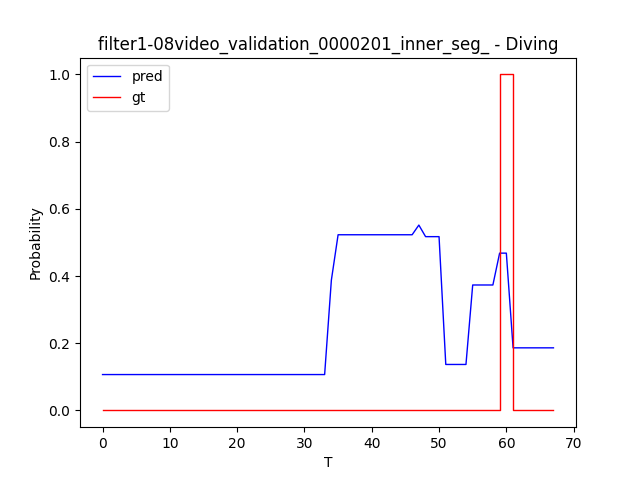 filter1-08video_validation_0000201_inner_seg_ - Diving
pred
gt
Probability
1.0
0.8
0.6
0.4
0.2
0.0
0 10 20 30 40 50 60 70
T